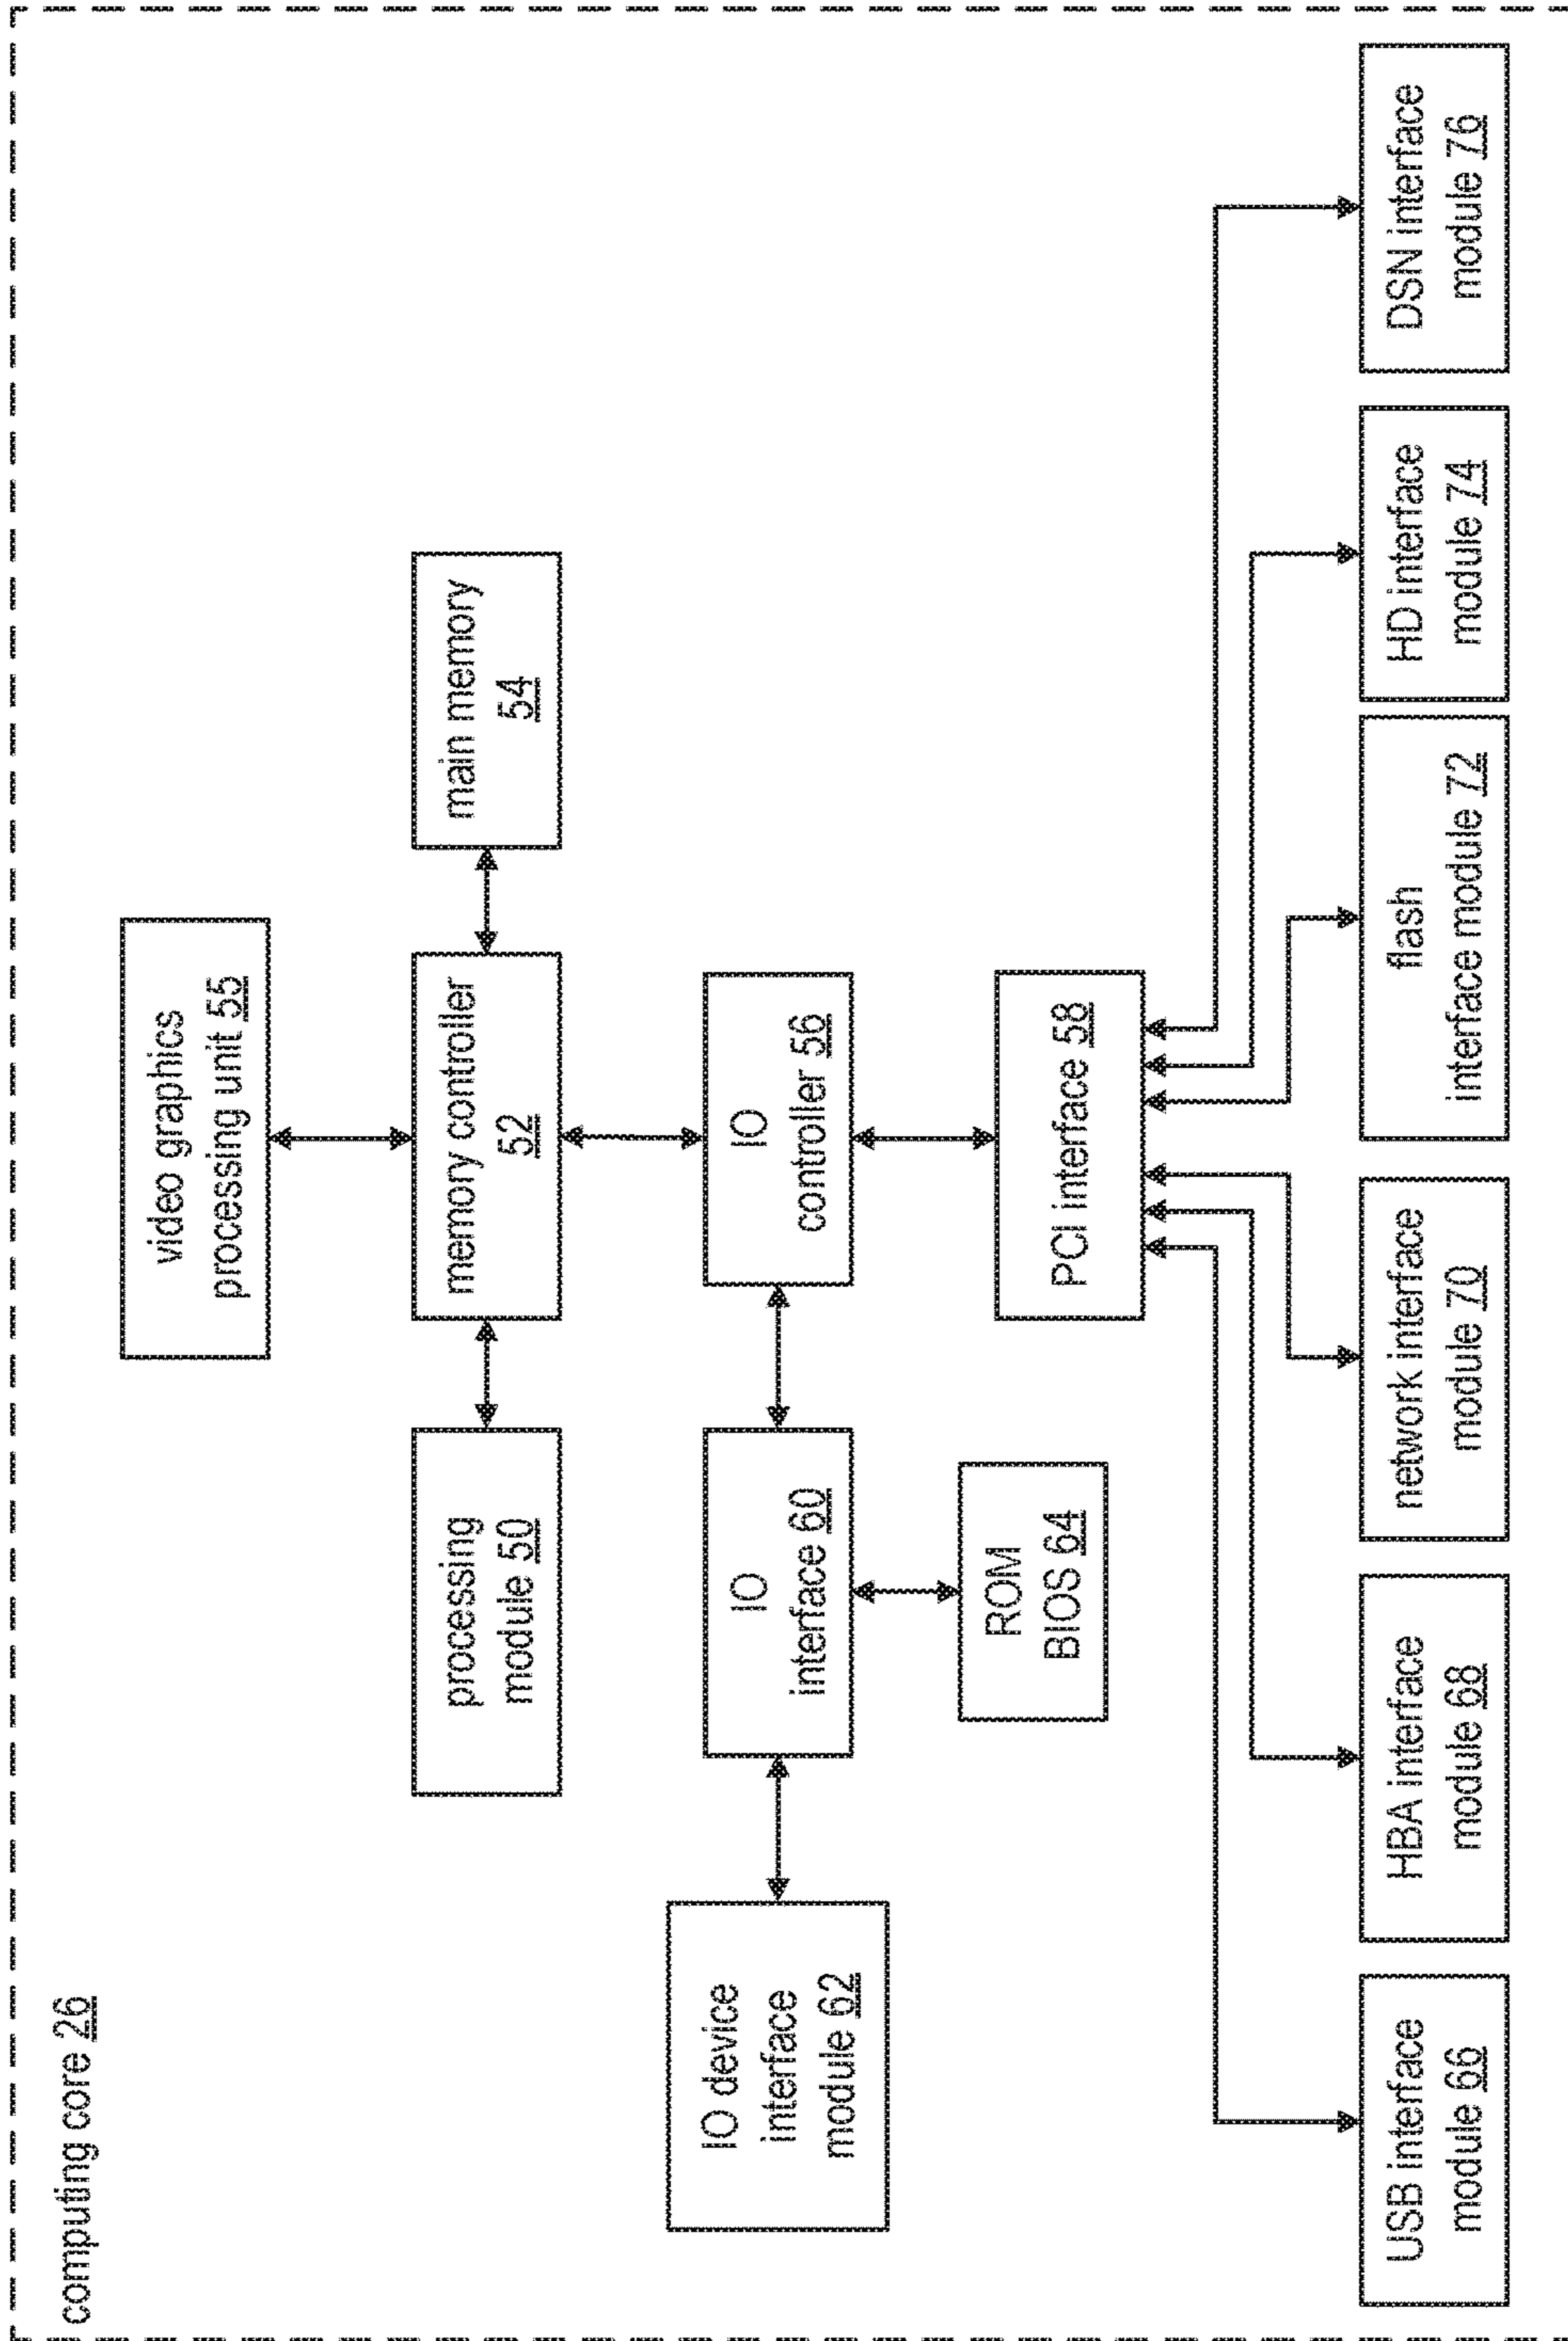 computing core 26
video graphics
processing unit 55
processing
module 50
memory controller
52
main memory
54
IO device
interface
module 62
IO
interface 60
IO
controller 56
ROM
BIOS 64
PCI interface 58
USB interface
module 66
HBA interface
module 68
network interface
module 70
flash
interface module 72
HD interface
module 74
DSN interface
module 76